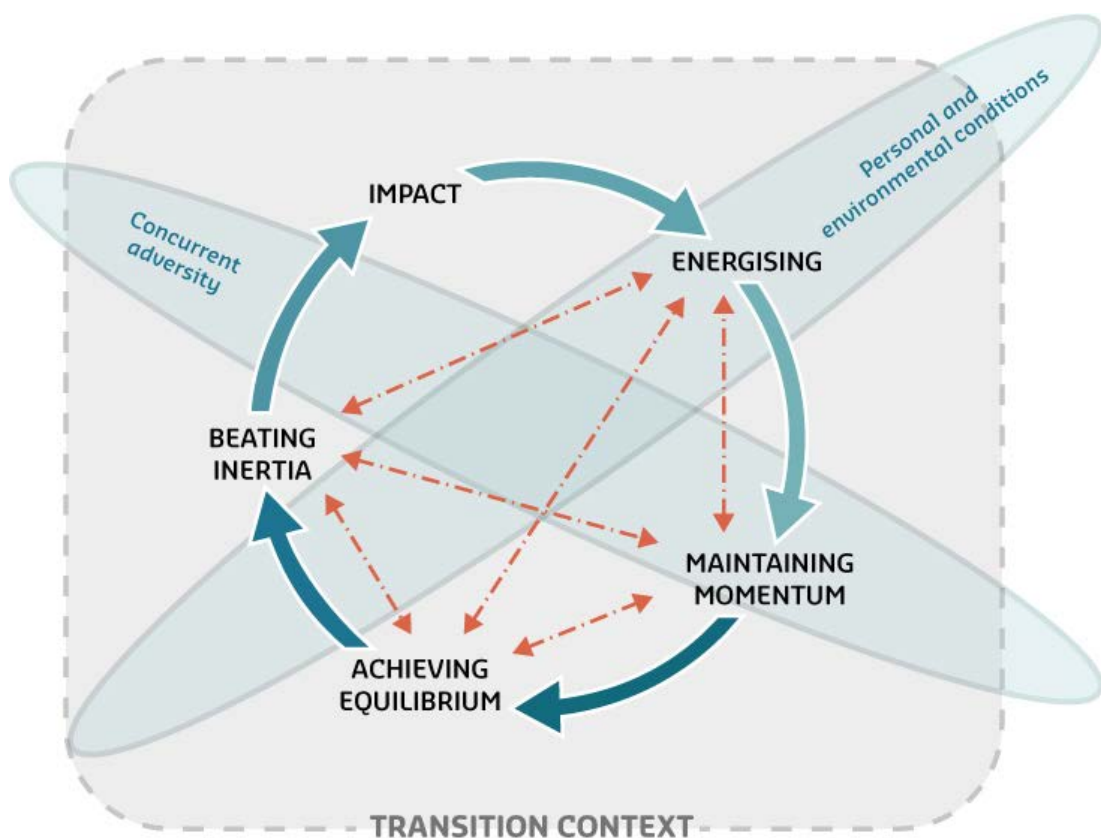 Personal and
environmental conditions
IMPACT
Concurrent
adversity
ENERGISING
BEATING
INERTIA
MAINTAINING
MOMENTUM
ACHIEVING
EQUILIBRIUM
TRANSITION CONTEXT